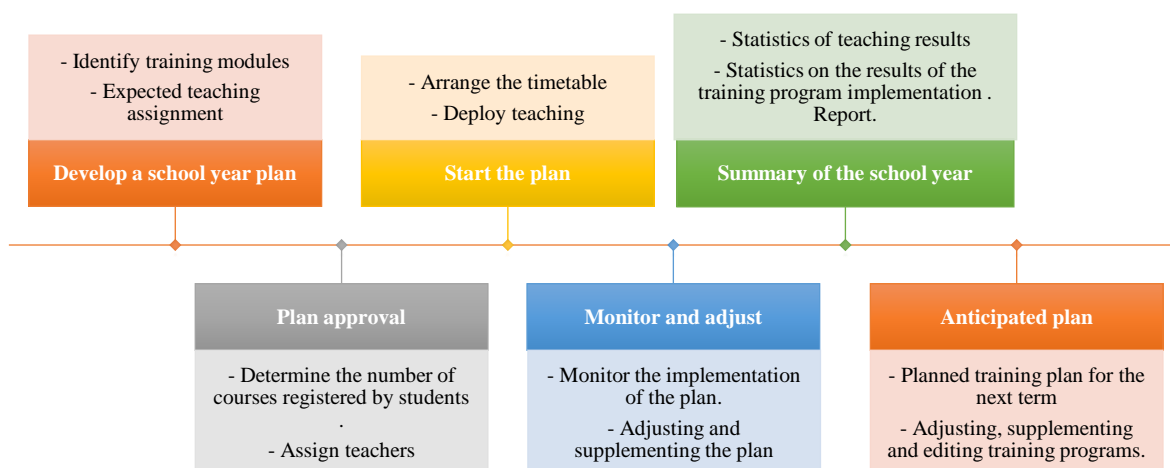 - Identify training modules
- Expected teaching
assignment
Develop a school year plan
- Arrange the timetable
- Deploy teaching
Start the plan
- Statistics of teaching results
- Statistics on the results of the
training program implementation .
Report.
Summary of the school year
Plan approval
- Determine the number of
courses registered by students
.
- Assign teachers
Monitor and adjust
- Monitor the implementation
of the plan.
- Adjusting and
supplementing the plan
Anticipated plan
- Planned training plan for the
next term
- Adjusting, supplementing
and editing training programs.